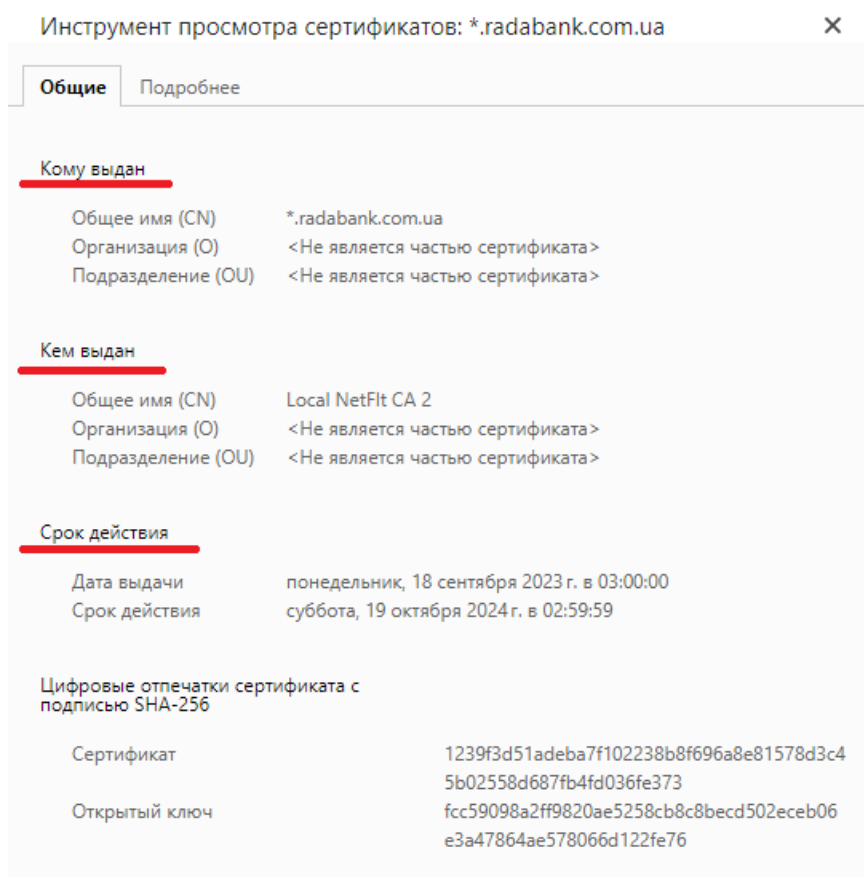 Инструмент просмотра сертификатов: *.radabank.com.ua
Общие Подробнее
Кому выдан
Общее имя (CN) *.radabank.com.ua
Организация (O) <Не является частью сертификата>
Подразделение (OU) <Не является частью сертификата>
Кем выдан
Общее имя (CN) Local NetFlt CA 2
Организация (O) <Не является частью сертификата>
Подразделение (OU) <Не является частью сертификата>
Срок действия
Дата выдачи понедельник, 18 сентября 2023 г. в 03:00:00
Срок действия суббота, 19 октября 2024 г. в 02:59:59
Цифровые отпечатки сертификата с
подписью SHA-256
Сертификат 1239f3d51adeba7f102238b8f696a8e81578d3c4
5b02558d687fb4fd036fe373
Открытый ключ fcc59098a2ff9820ae5258cb8c8becd502eceb06
e3a47864ae578066d122fe76